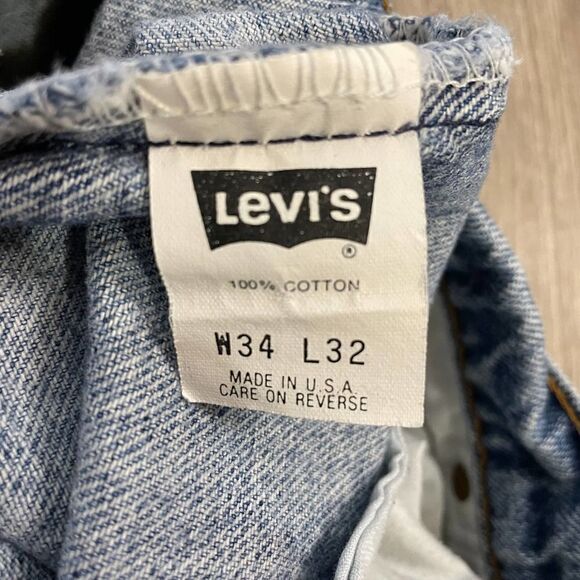 Levi's
®
100% COTTON
W34 L32
MADE IN U.S.A.
CARE ON REVERSE